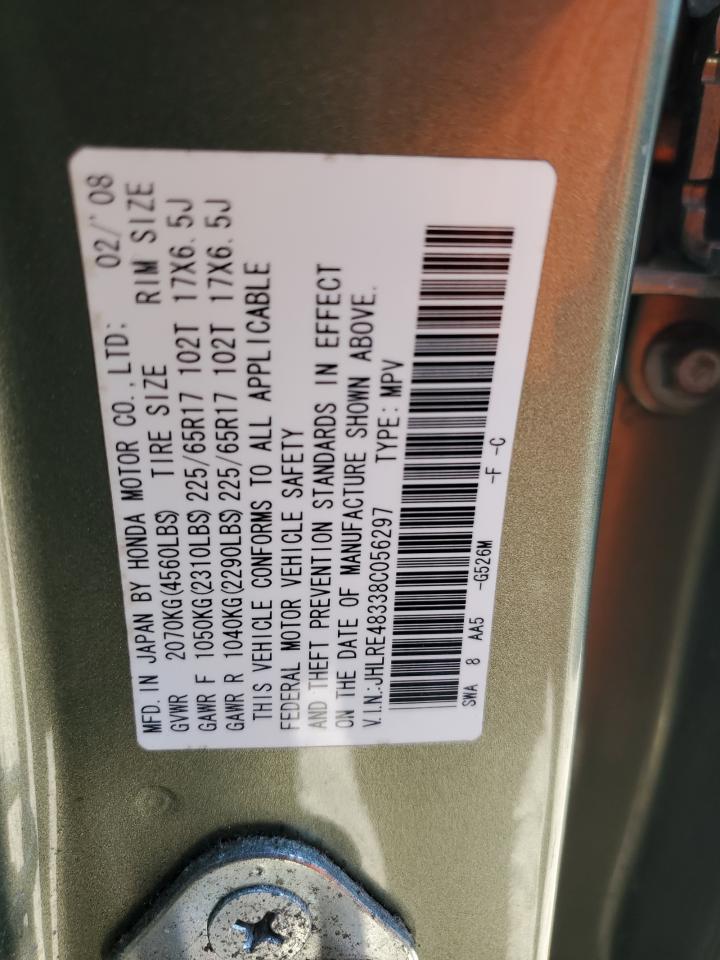 MFD. IN JAPAN BY HONDA MOTOR CO., LTD: 02/'08
GVWR 2070KG(4560LBS) TIRE SIZE RIM SIZE
GAWR F 1050KG(2310LBS) 225/65R17 102T 17X6.5J
GAWR R 1040KG(2290LBS) 225/65R17 102T 17X6.5J
THIS VEHICLE CONFORMS TO ALL APPLICABLE
FEDERAL MOTOR VEHICLE SAFETY
AND THEFT PREVENTION STANDARDS IN EFFECT
ON THE DATE OF MANUFACTURE SHOWN ABOVE.
V.I.N.:JHLRE48338C056297 TYPE: MPV
SWA 8 AA5 -G526M -F -C